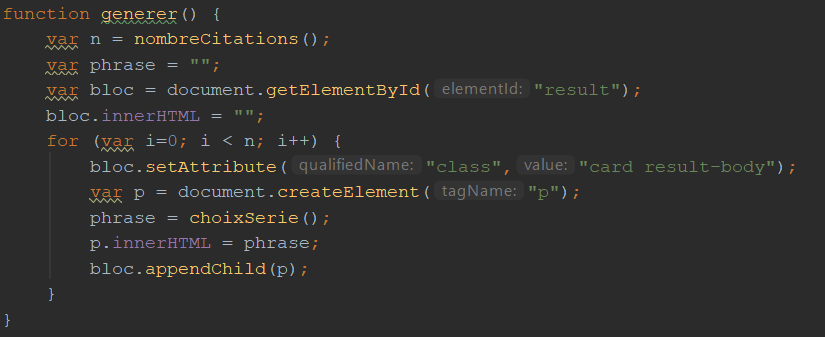 function generer() {
    var n = nombreCitations();
    var phrase = "";
    var bloc = document.getElementById( elementId: "result");
    bloc.innerHTML = "";
    for (var i=0; i < n; i++) {
        bloc.setAttribute( qualifiedName: "class", value: "card result-body");
        var p = document.createElement( tagName: "p");
        phrase = choixSerie();
        p.innerHTML = phrase;
        bloc.appendChild(p);
    }
}